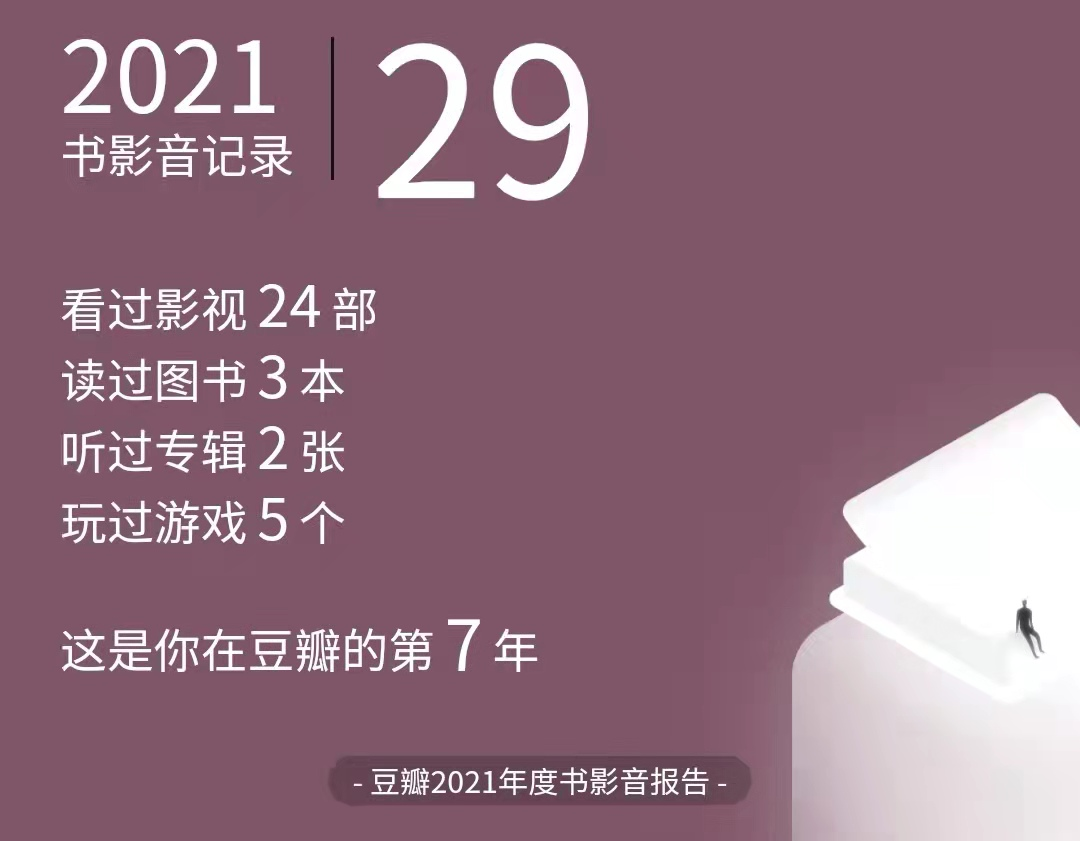 2021
书影音记录
29
看过影视 24 部
读过图书 3 本
听过专辑 2 张
玩过游戏 5 个
这是你在豆瓣的第 7 年
- 豆瓣2021年度书影音报告 -